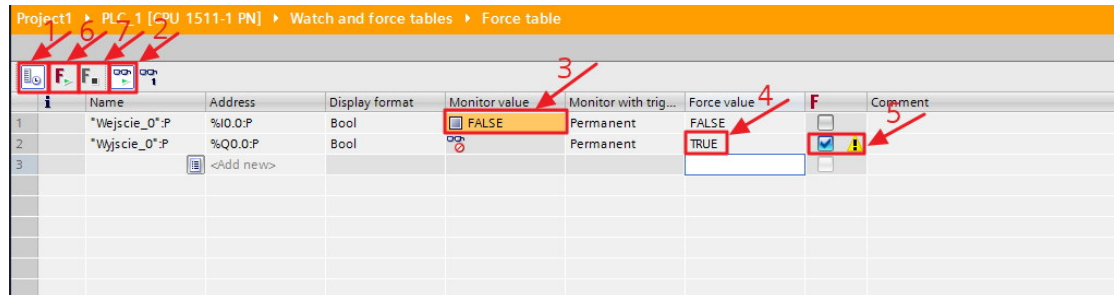 Project1 ▸ PLC_1 [CPU 1511-1 PN] ▸ Watch and force tables ▸ Force table
1 6 7 2
F F 1
3
i Name Address Display format Monitor value Monitor with trig... Force value F Comment
4
1 "Wejscie_0":P %I0.0:P Bool FALSE Permanent FALSE
5
2 "Wyjscie_0":P %Q0.0:P Bool Permanent TRUE
3 <Add new>